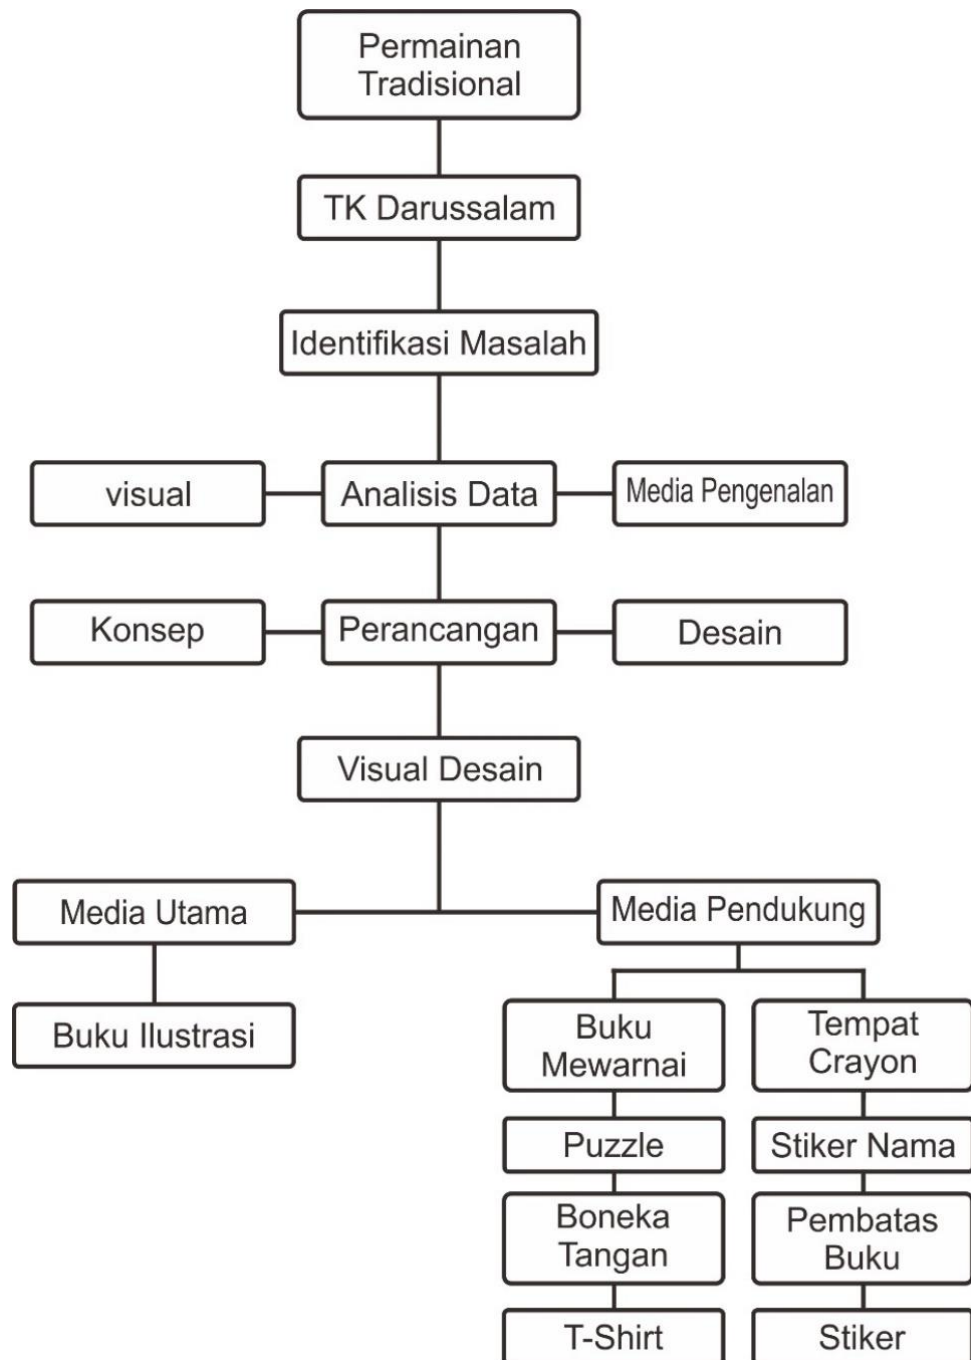 Permainan
Tradisional
TK Darussalam
Identifikasi Masalah
visual
Analisis Data
Media Pengenalan
Konsep
Perancangan
Desain
Visual Desain
Media Utama
Media Pendukung
Buku Ilustrasi
Buku
Mewarnai
Tempat
Crayon
Puzzle
Stiker Nama
Boneka
Tangan
Pembatas
Buku
T-Shirt
Stiker